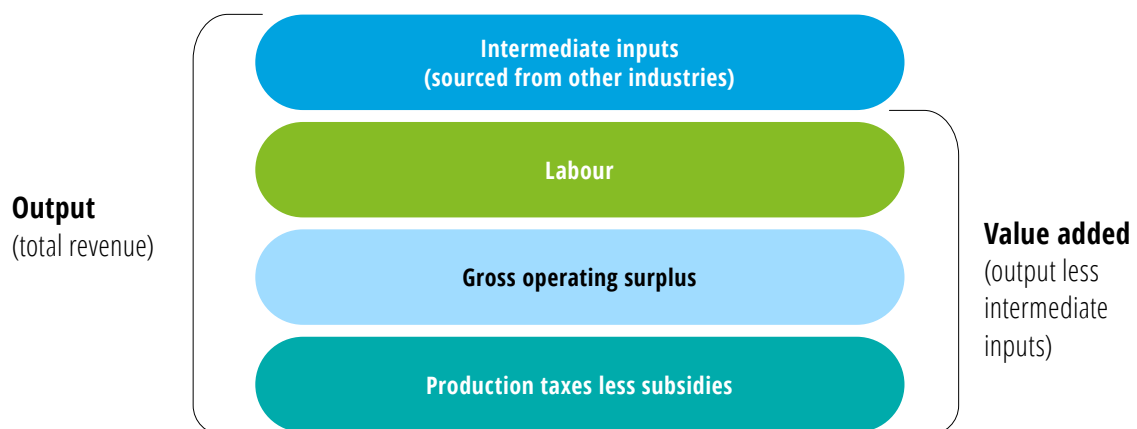 Intermediate inputs
(sourced from other industries)
Labour
Output
(total revenue)
Gross operating surplus
Value added
(output less
intermediate
inputs)
Production taxes less subsidies